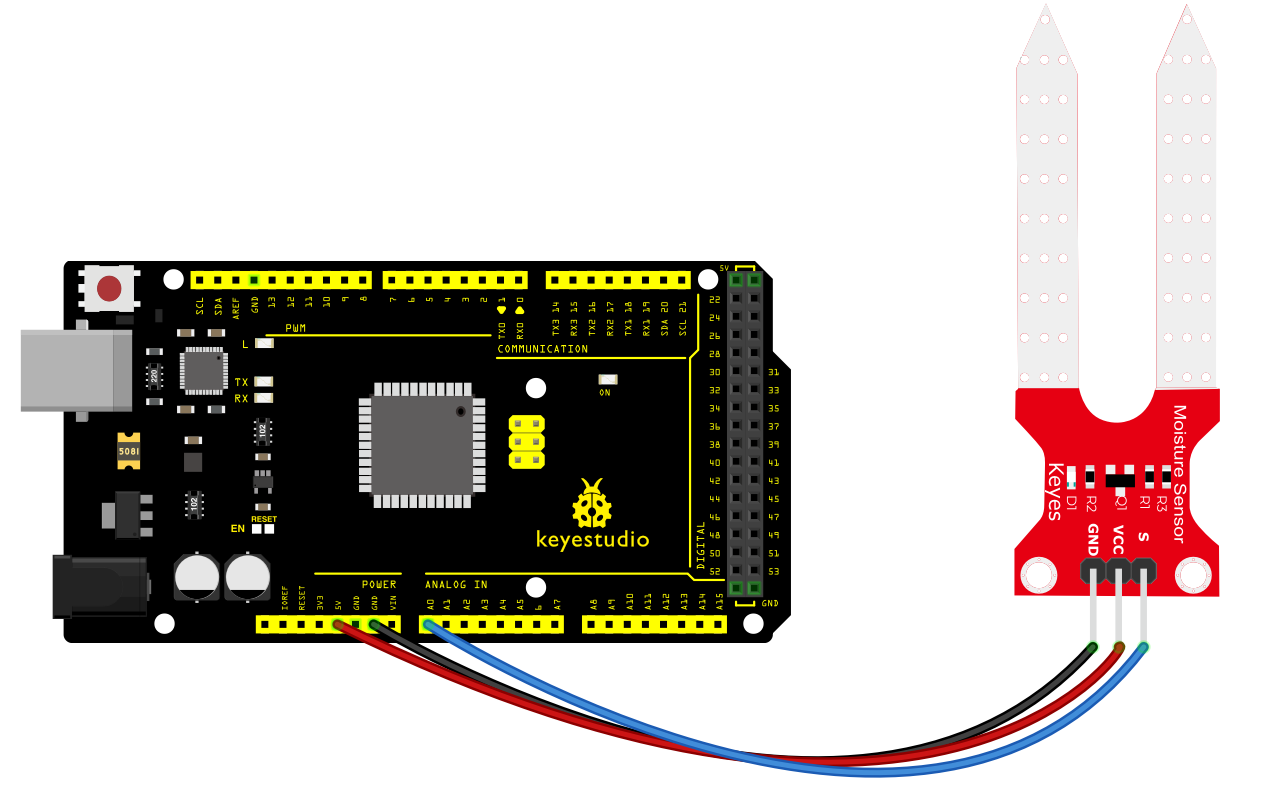 SCL
SDA
AREF
GND
13
12
11
10
9
8
7
6
5
4
3
2
TX0 1
RX0 0
TX3 14
RX3 15
TX2 16
RX2 17
TX1 18
RX1 19
SDA 20
SCL 21
5V
PWM
COMMUNICATION
L
TX
RX
ON
220
5081
102
102
RESET
EN
22
24
26
28
30 31
32 33
34 35
36 37
38 39
40 41
42 43
44 45
46 47
48 49
50 51
52 53
DIGITAL
GND
keyestudio
POWER
ANALOG IN
IOREF
RESET
3V3
5V
GND
GND
VIN
A0
A1
A2
A3
A4
A5
6
A7
A8
A9
A10
A11
A12
A13
A14
A15
Moisture Sensor
Keyes
D1
R2
Q1
R1
R3
GND
VCC
S